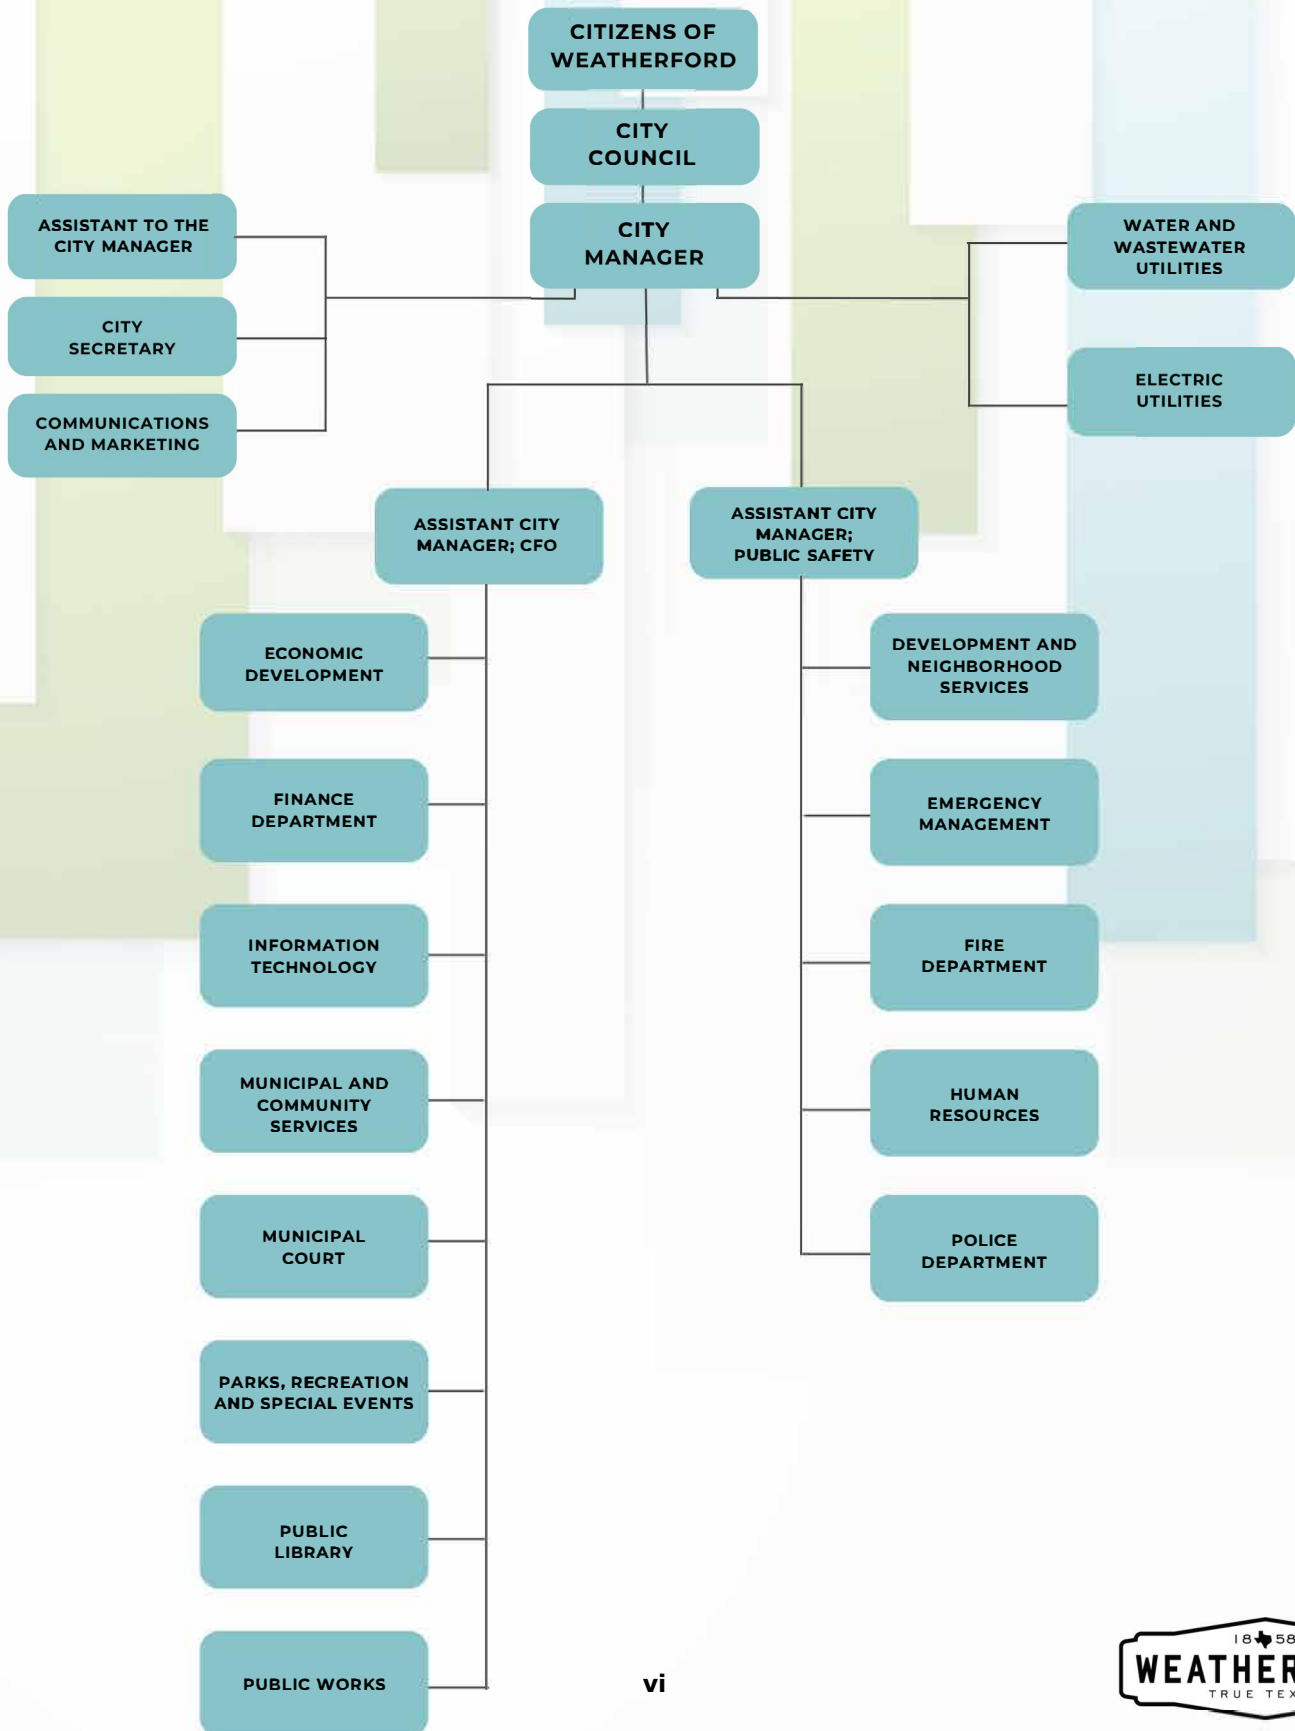 CITIZENS OF
WEATHERFORD
CITY
COUNCIL
CITY
MANAGER
ASSISTANT TO THE
CITY MANAGER
CITY
SECRETARY
COMMUNICATIONS
AND MARKETING
WATER AND
WASTEWATER
UTILITIES
ELECTRIC
UTILITIES
ASSISTANT CITY
MANAGER; CFO
ECONOMIC
DEVELOPMENT
FINANCE
DEPARTMENT
INFORMATION
TECHNOLOGY
MUNICIPAL AND
COMMUNITY
SERVICES
MUNICIPAL
COURT
PARKS, RECREATION
AND SPECIAL EVENTS
PUBLIC
LIBRARY
PUBLIC WORKS
ASSISTANT CITY
MANAGER;
PUBLIC SAFETY
DEVELOPMENT AND
NEIGHBORHOOD
SERVICES
EMERGENCY
MANAGEMENT
FIRE
DEPARTMENT
HUMAN
RESOURCES
POLICE
DEPARTMENT
vi
18 58
TRUE